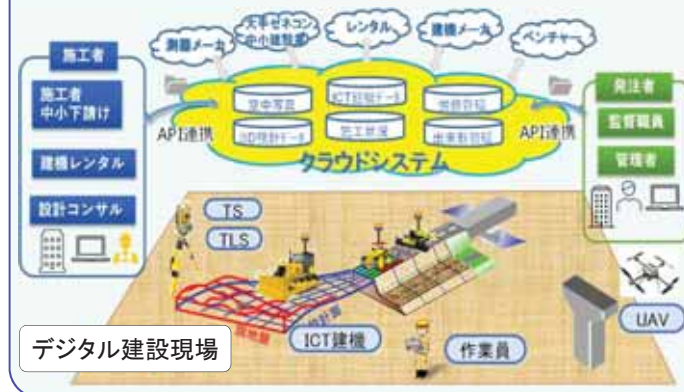 測器メーカ
大手ゼネコン
中小建設業
レンタル
建機メーカ
ベンチャー
施工者
施工者
中小下請け
建機レンタル
設計コンサル
API連携
空中写真
ICT建機データ
3D設計データ
施工状況
クラウドシステム
API連携
発注者
監督職員
管理者
TS
TLS
ICT建機
作業員
UAV
デジタル建設現場